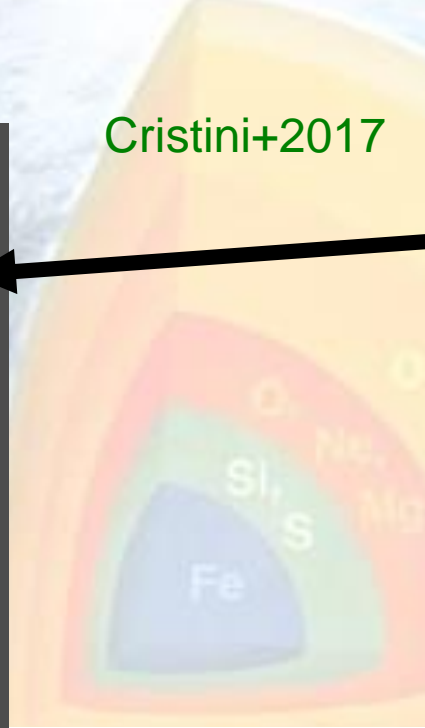 Cristini+2017
O,
Ne,
Mg
Si,
S
Fe